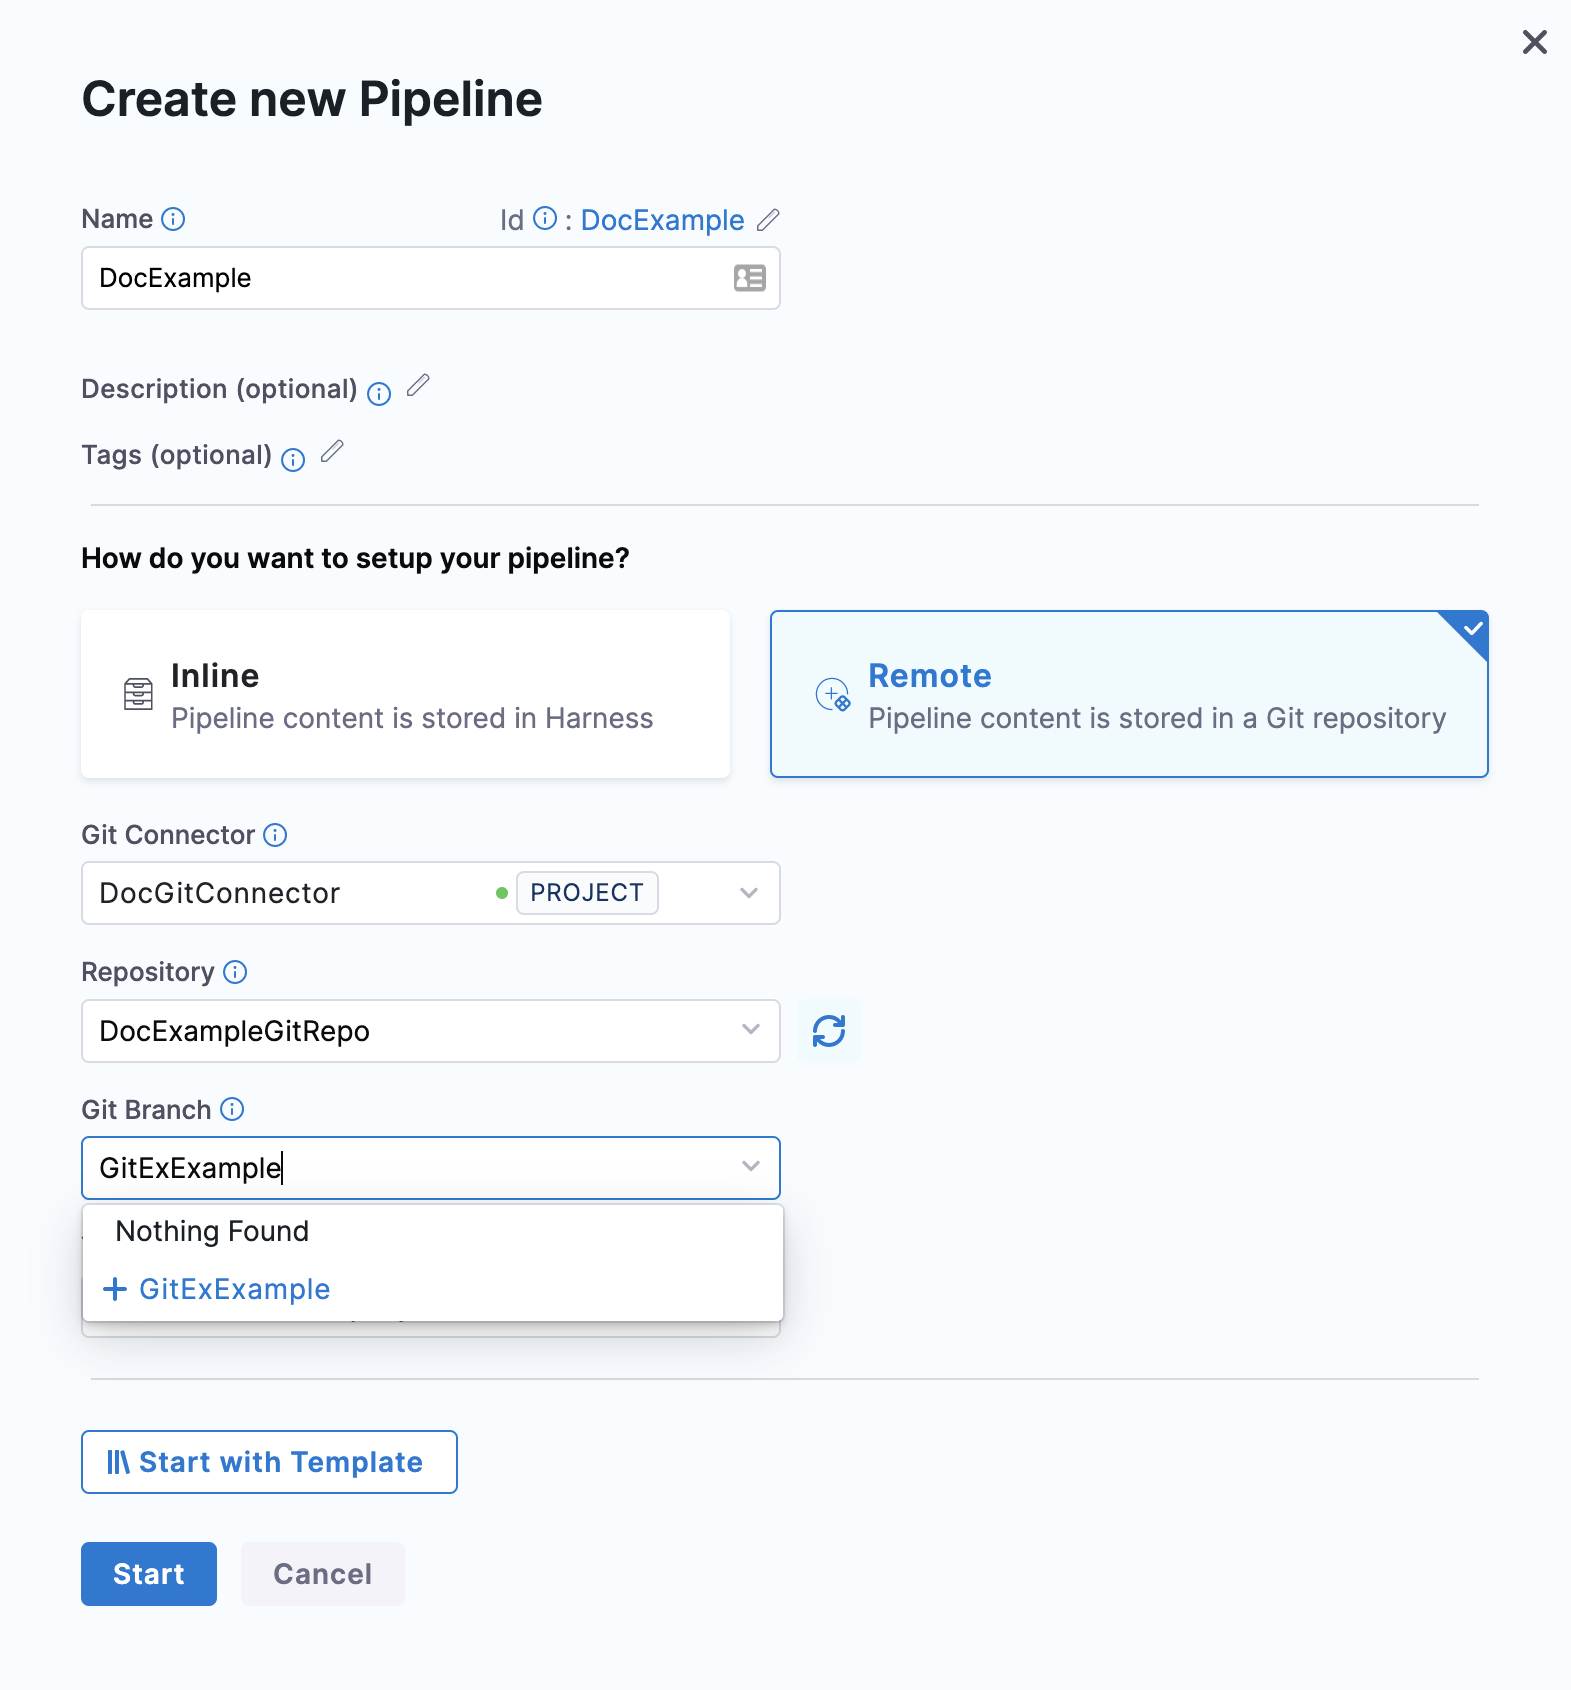 Create new Pipeline
Name
Id : DocExample
DocExample
Description (optional)
Tags (optional)
How do you want to setup your pipeline?
Inline
Pipeline content is stored in Harness
Remote
Pipeline content is stored in a Git repository
Git Connector
DocGitConnector PROJECT
Repository
DocExampleGitRepo
Git Branch
GitExExample
Nothing Found
+ GitExExample
Start with Template
Start Cancel